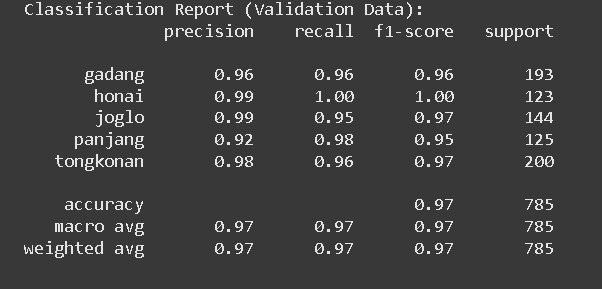 Classification Report (Validation Data):
precision recall f1-score support
gadang 0.96 0.96 0.96 193
honai 0.99 1.00 1.00 123
joglo 0.99 0.95 0.97 144
panjang 0.92 0.98 0.95 125
tongkonan 0.98 0.96 0.97 200
accuracy 0.97 785
macro avg 0.97 0.97 0.97 785
weighted avg 0.97 0.97 0.97 785